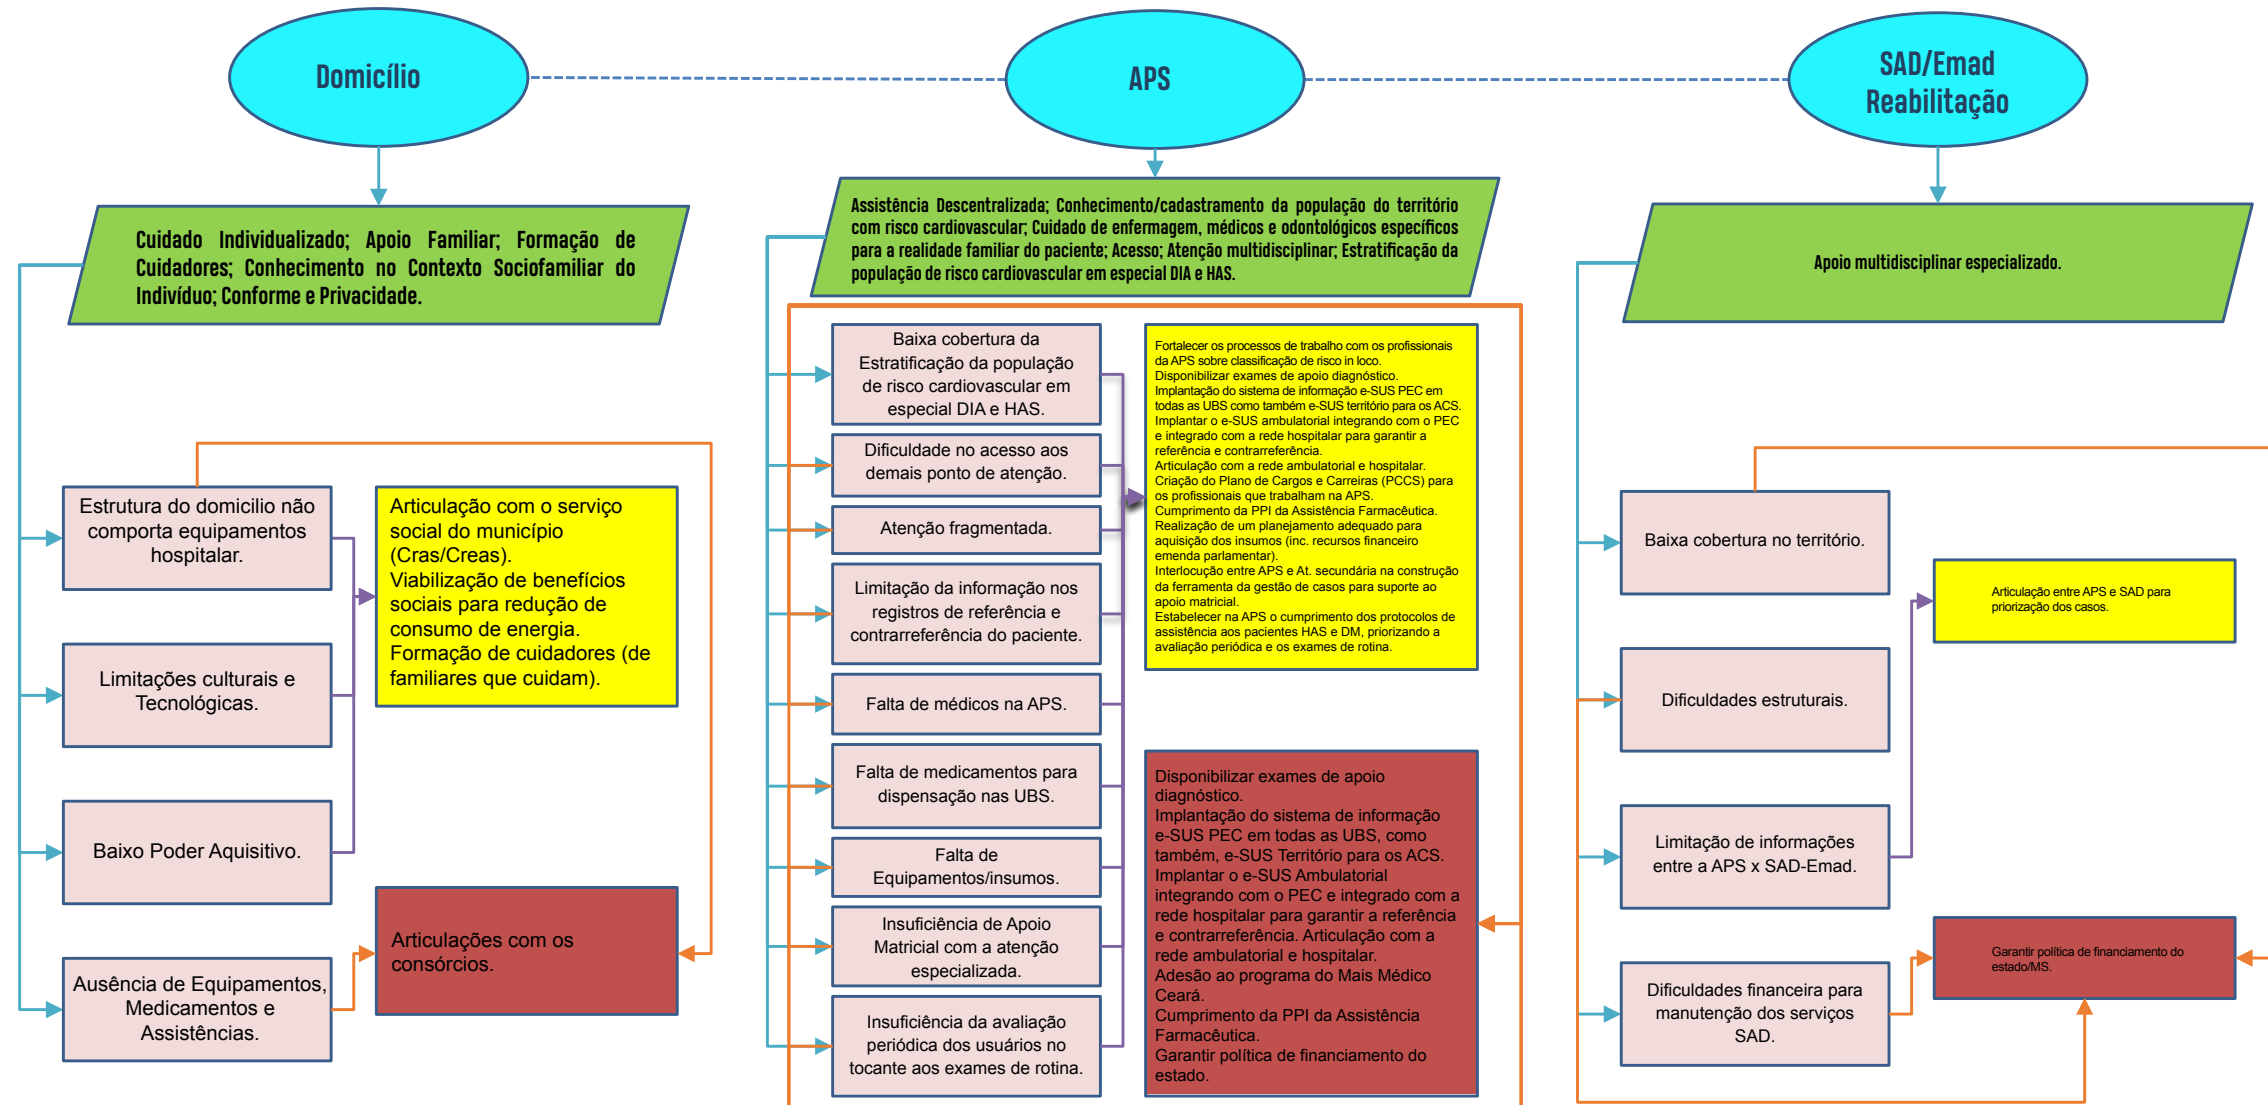 Domicílio
APS
SAD/Emad
Reabilitação
Cuidado Individualizado; Apoio Familiar; Formação de
Cuidadores; Conhecimento no Contexto Sociofamiliar do
Indivíduo; Conforme e Privacidade.
Estrutura do domicilio não
comporta equipamentos
hospitalar.
Limitações culturais e
Tecnológicas.
Baixo Poder Aquisitivo.
Ausência de Equipamentos,
Medicamentos e
Assistências.
Articulação com o serviço
social do município
(Cras/Creas).
Viabilização de benefícios
sociais para redução de
consumo de energia.
Formação de cuidadores (de
familiares que cuidam).
Articulações com os
consórcios.
Assistência Descentralizada; Conhecimento/cadastramento da população do território
com risco cardiovascular; Cuidado de enfermagem, médicos e odontológicos específicos
para a realidade familiar do paciente; Acesso; Atenção multidisciplinar; Estratificação da
população de risco cardiovascular em especial DIA e HAS.
Baixa cobertura da
Estratificação da população
de risco cardiovascular em
especial DIA e HAS.
Dificuldade no acesso aos
demais ponto de atenção.
Atenção fragmentada.
Limitação da informação nos
registros de referência e
contrarreferência do paciente.
Falta de médicos na APS.
Falta de medicamentos para
dispensação nas UBS.
Falta de
Equipamentos/insumos.
Insuficiência de Apoio
Matricial com a atenção
especializada.
Insuficiência da avaliação
periódica dos usuários no
tocante aos exames de rotina.
Fortalecer os processos de trabalho com os profissionais
da APS sobre classificação de risco in loco.
Disponibilizar exames de apoio diagnóstico.
Implantação do sistema de informação e-SUS PEC em
todas as UBS como também e-SUS território para os ACS.
Implantar o e-SUS ambulatorial integrando com o PEC
e integrado com a rede hospitalar para garantir a
referência e contrarreferência.
Articulação com a rede ambulatorial e hospitalar.
Criação do Plano de Cargos e Carreiras (PCCS) para
os profissionais que trabalham na APS.
Cumprimento da PPI da Assistência Farmacêutica.
Realização de um planejamento adequado para
aquisição dos insumos (inc. recursos financeiro
emenda parlamentar).
Interlocução entre APS e At. secundária na construção
da ferramenta da gestão de casos para suporte ao
apoio matricial.
Estabelecer na APS o cumprimento dos protocolos de
assistência aos pacientes HAS e DM, priorizando a
avaliação periódica e os exames de rotina.
Disponibilizar exames de apoio
diagnóstico.
Implantação do sistema de informação
e-SUS PEC em todas as UBS, como
também, e-SUS Território para os ACS.
Implantar o e-SUS Ambulatorial
integrando com o PEC e integrado com a
rede hospitalar para garantir a referência
e contrarreferência. Articulação com a
rede ambulatorial e hospitalar.
Adesão ao programa do Mais Médico
Ceará.
Cumprimento da PPI da Assistência
Farmacêutica.
Garantir política de financiamento do
estado.
Apoio multidisciplinar especializado.
Baixa cobertura no território.
Dificuldades estruturais.
Limitação de informações
entre a APS x SAD-Emad.
Dificuldades financeira para
manutenção dos serviços
SAD.
Articulação entre APS e SAD para
priorização dos casos.
Garantir política de financiamento do
estado/MS.